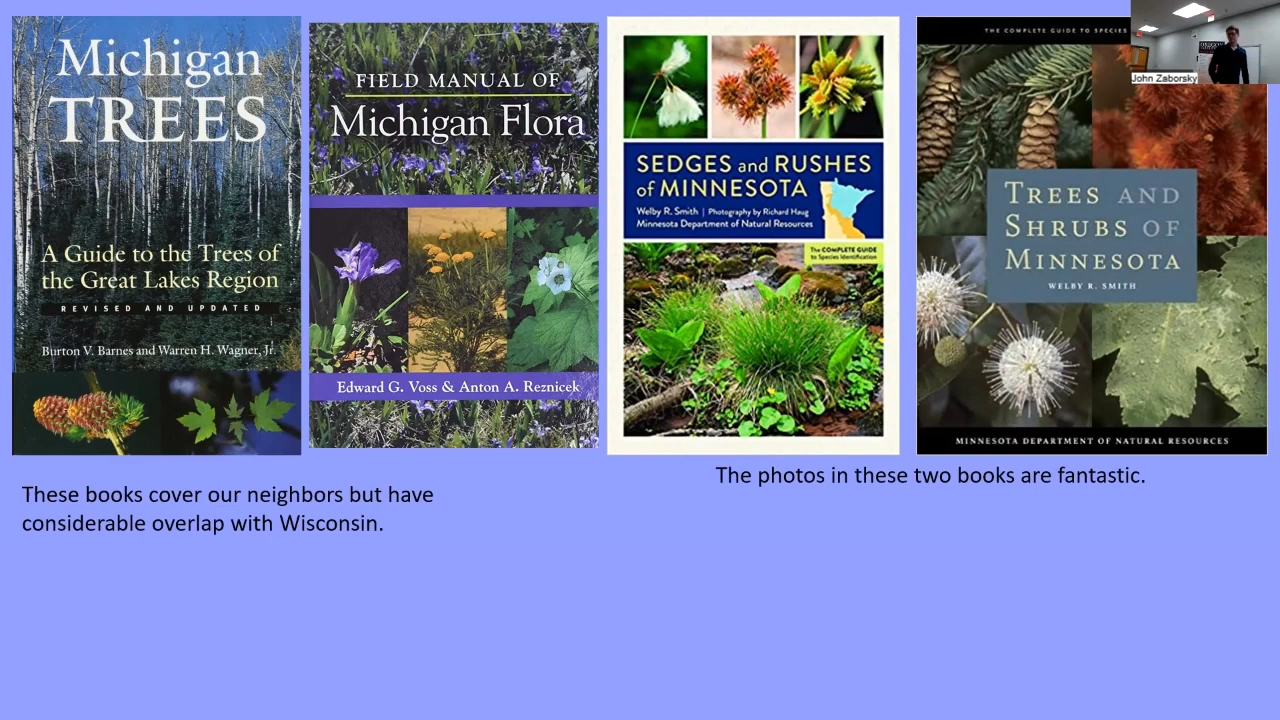 Michigan
TREES
A Guide to the Trees of
the Great Lakes Region
REVISED AND UPDATED
Burton V. Barnes and Warren H. Wagner, Jr.
FIELD MANUAL OF
Michigan Flora
Edward G. Voss & Anton A. Reznicek
SEDGES and RUSHES
of MINNESOTA
Welby R. Smith | Photography by Richard Haug
Minnesota Department of Natural Resources
The COMPLETE GUIDE
to Species Identification
THE COMPLETE GUIDE TO SPECIES
TREES AND
SHRUBS OF
MINNESOTA
WELBY R. SMITH
MINNESOTA DEPARTMENT OF NATURAL RESOURCES
John Zaborsky
These books cover our neighbors but have
considerable overlap with Wisconsin.
The photos in these two books are fantastic.